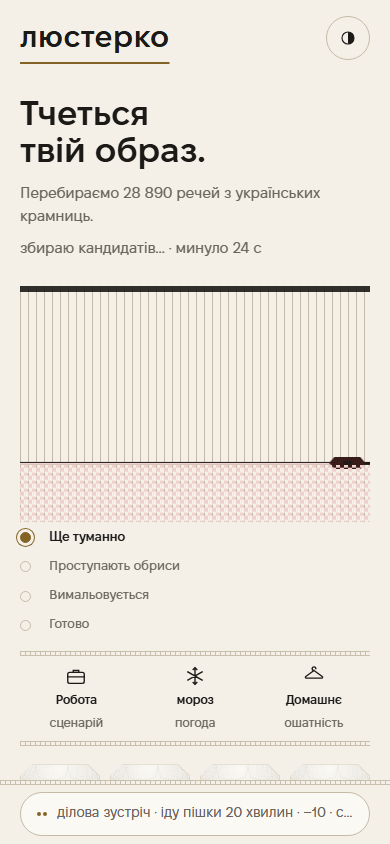 люстерко
Тчеться
твій образ.
Перебираємо 28 890 речей з українських
крамниць.
збираю кандидатів... · минуло 24 с
Ще туманно
Проступають обриси
Вимальовується
Готово
Робота
мороз
Домашнє
сценарій
погода
ошатність
ділова зустріч · іду пішки 20 хвилин · −10 · с...